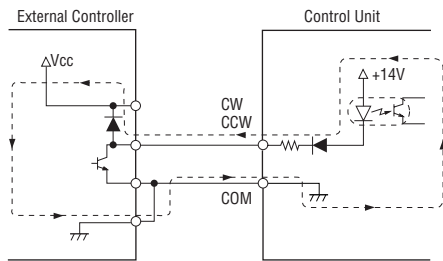 External Controller
Control Unit
Vcc
+14V
CW
CCW
COM